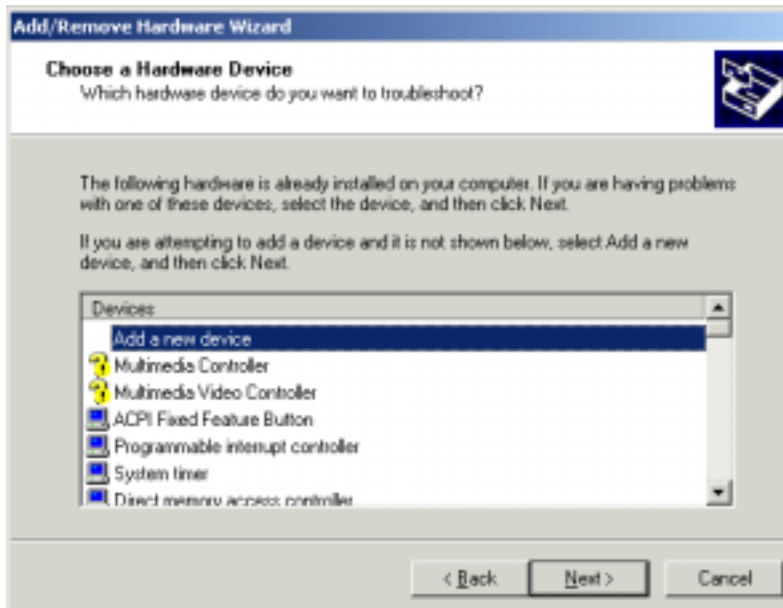 Add/Remove Hardware Wizard
Choose a Hardware Device
Which hardware device do you want to troubleshoot?
The following hardware is already installed on your computer. If you are having problems
with one of these devices, select the device, and then click Next.
If you are attempting to add a device and it is not shown below, select Add a new
device, and then click Next.
Devices
Add a new device
Multimedia Controller
Multimedia Video Controller
ACPI Fixed Feature Button
Programmable interrupt controller
System timer
Direct memory access controller
< Back
Next >
Cancel